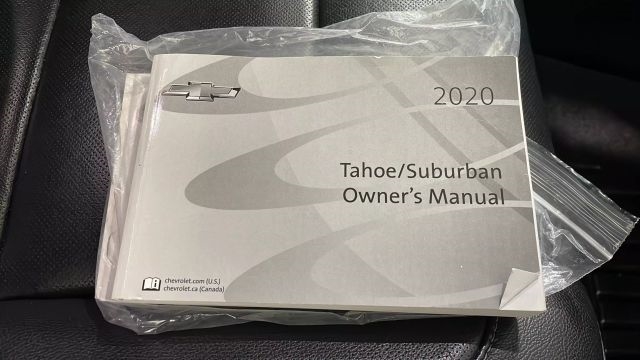 2020
Tahoe/Suburban
Owner's Manual
chevrolet.com (U.S.)
chevrolet.ca (Canada)